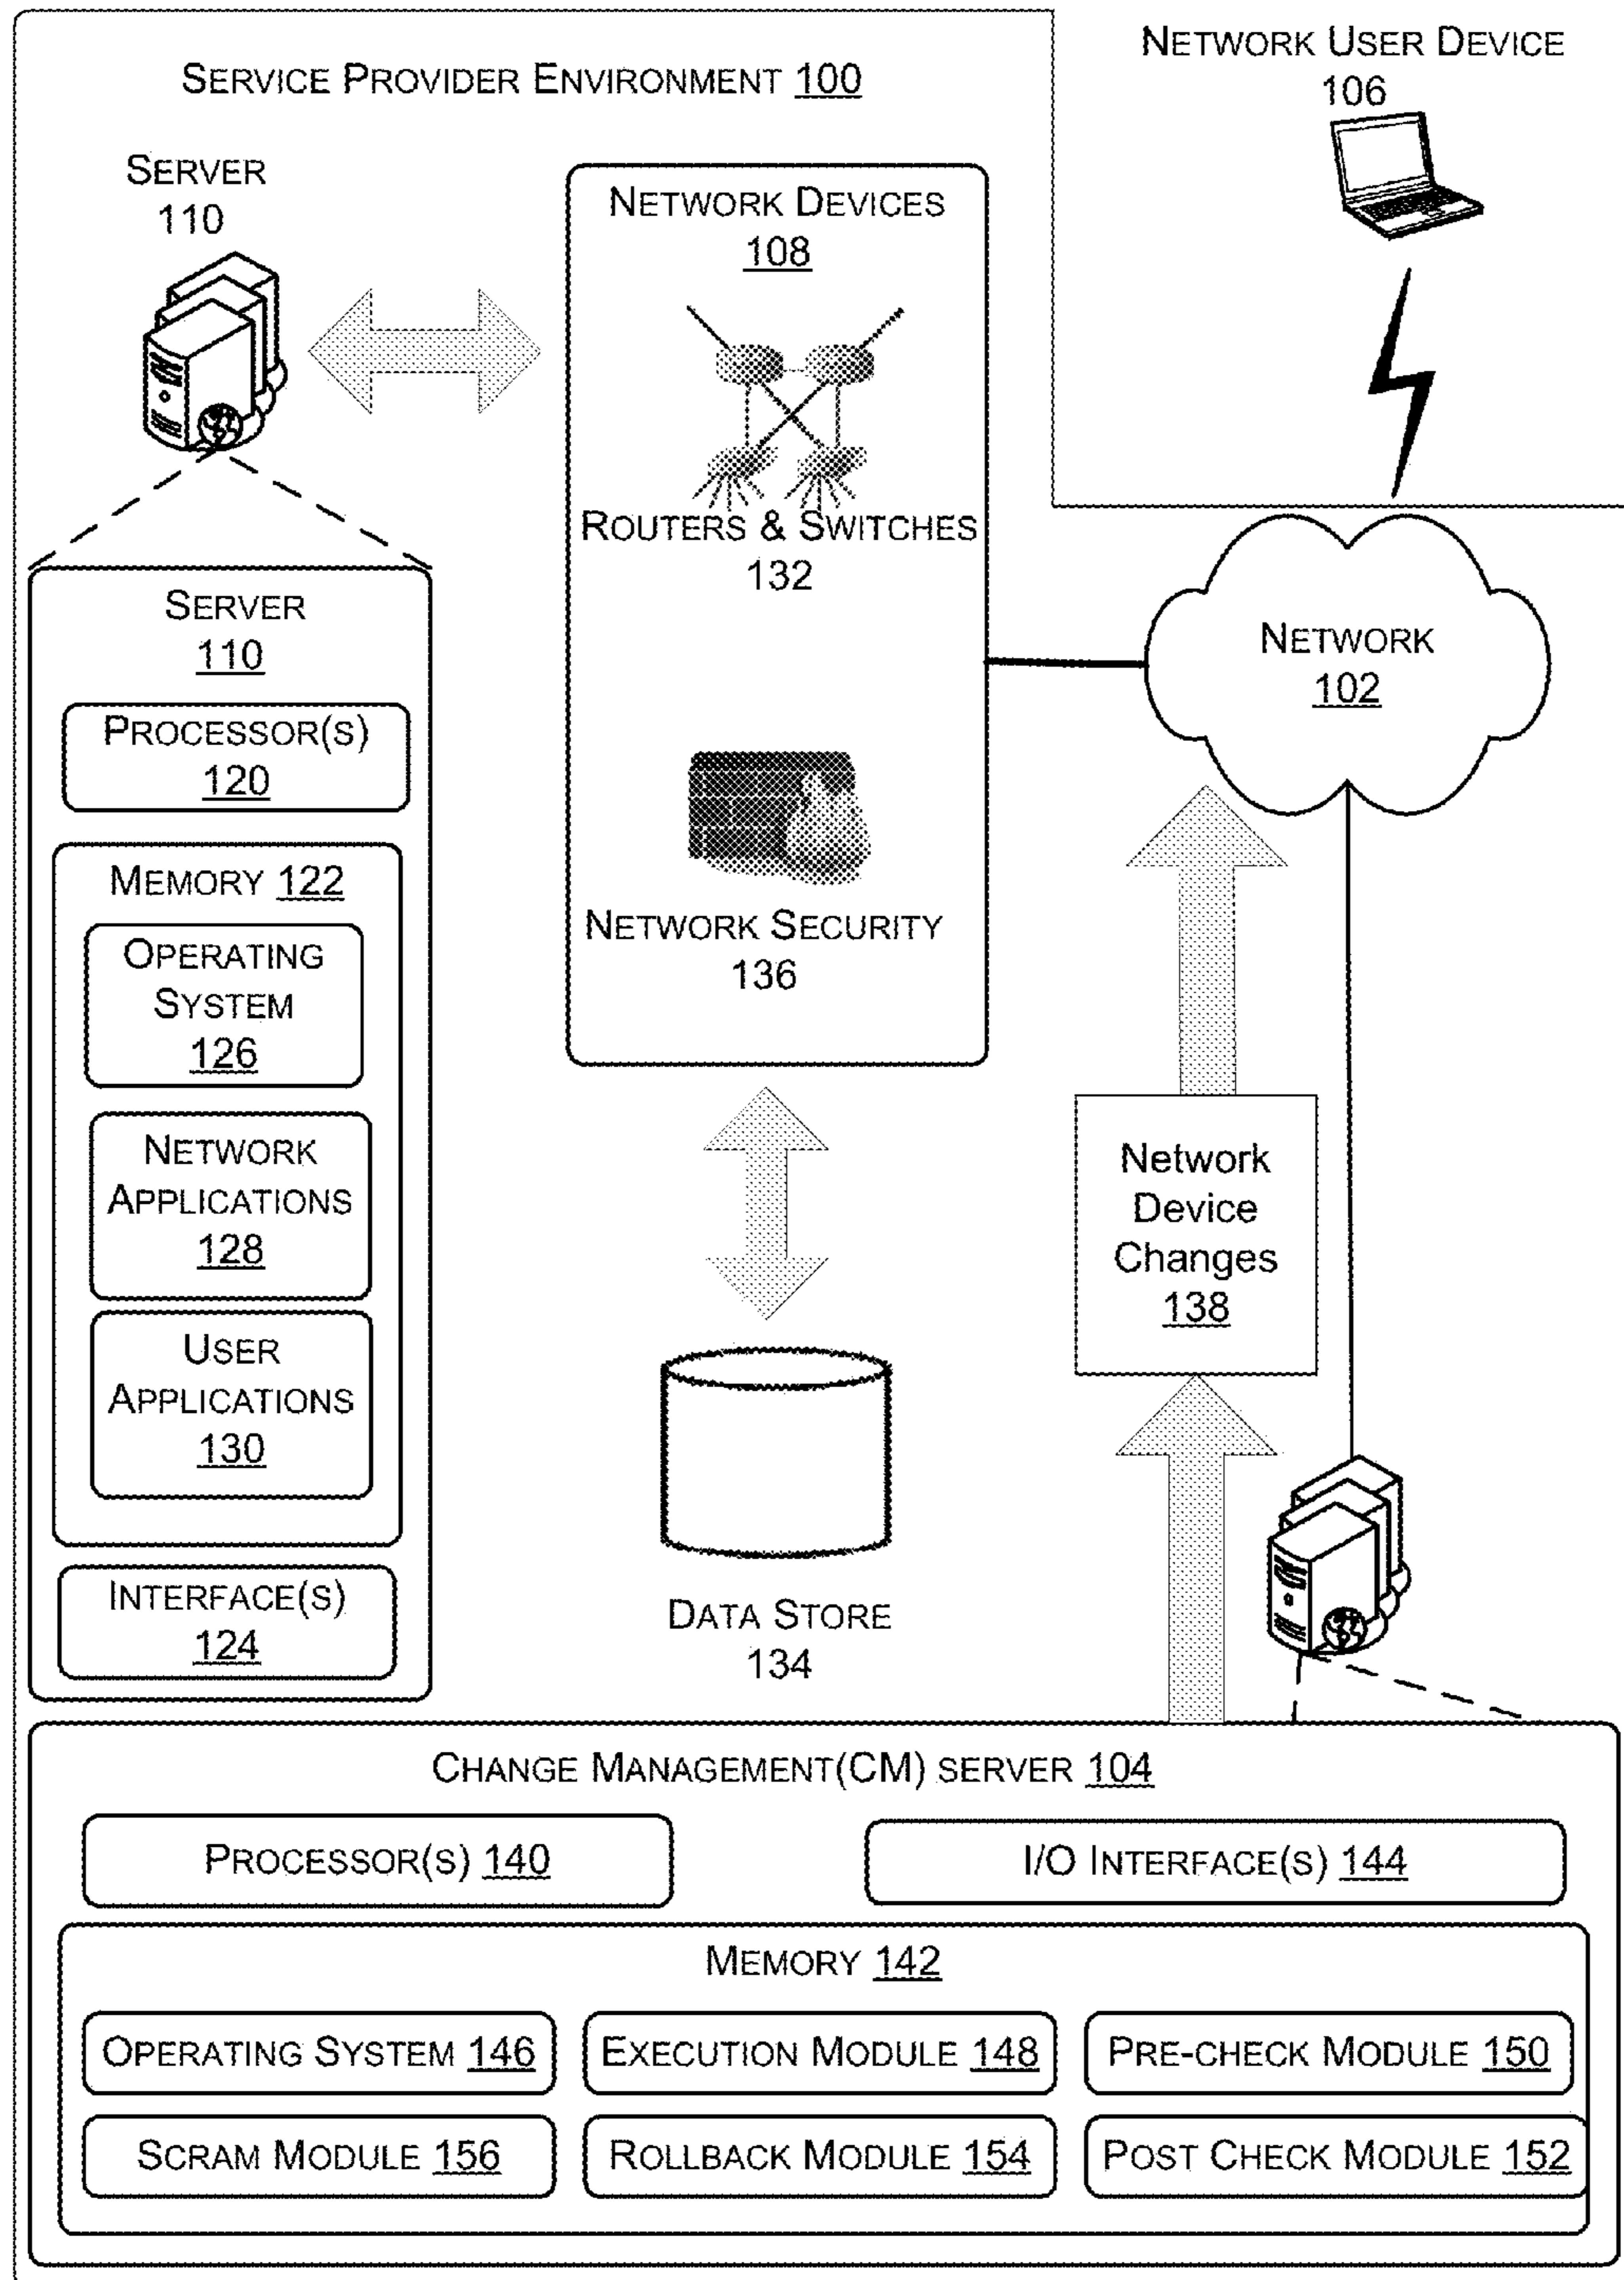 SERVICE PROVIDER ENVIRONMENT 100
NETWORK USER DEVICE
106
SERVER
110
NETWORK DEVICES
108
ROUTERS & SWITCHES
132
NETWORK SECURITY
136
NETWORK
102
SERVER
110
PROCESSOR(S)
120
MEMORY 122
OPERATING
SYSTEM
126
NETWORK
APPLICATIONS
128
USER
APPLICATIONS
130
INTERFACE(S)
124
DATA STORE
134
Network
Device
Changes
138
CHANGE MANAGEMENT(CM) SERVER 104
PROCESSOR(S) 140
I/O INTERFACE(S) 144
MEMORY 142
OPERATING SYSTEM 146
EXECUTION MODULE 148
PRE-CHECK MODULE 150
SCRAM MODULE 156
ROLLBACK MODULE 154
POST CHECK MODULE 152